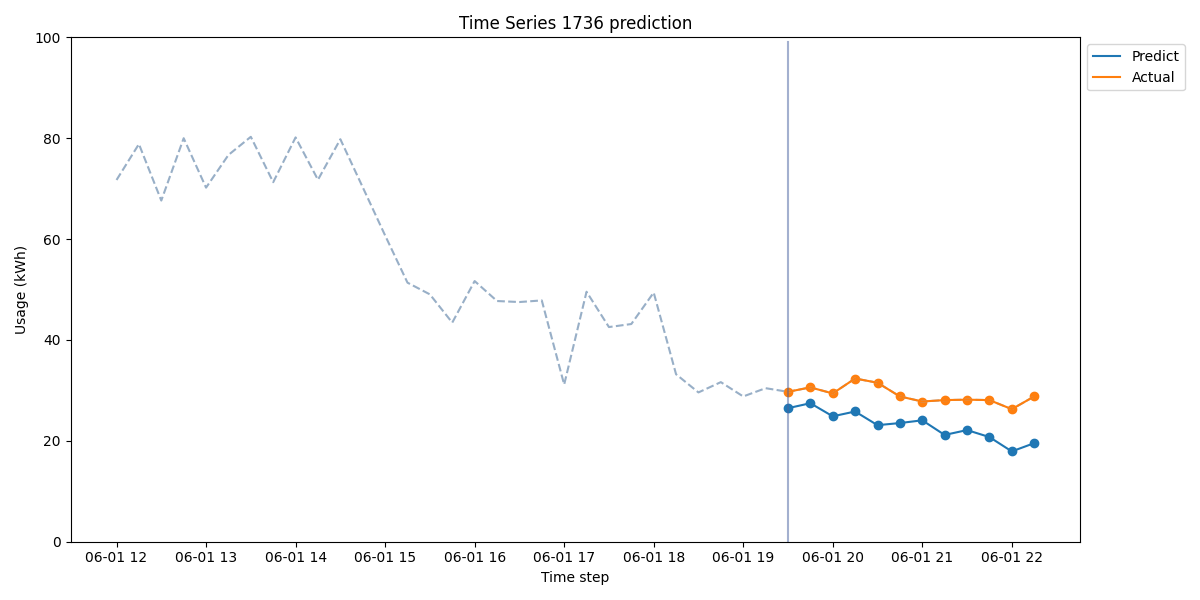 Time Series 1736 prediction
100
80
60
40
20
0
Usage (kWh)
06-01 12 06-01 13 06-01 14 06-01 15 06-01 16 06-01 17 06-01 18 06-01 19 06-01 20 06-01 21 06-01 22
Time step
Predict
Actual